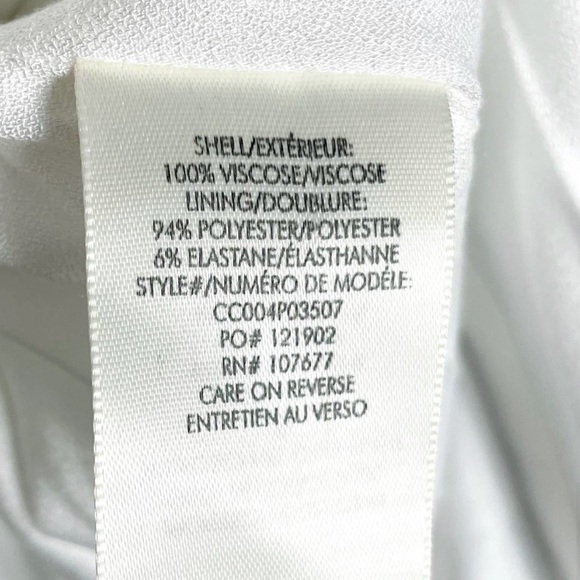 SHELL/EXTÉRIEUR:
100% VISCOSE/VISCOSE
LINING/DOUBLURE:
94% POLYESTER/POLYESTER
6% ELASTANE/ÉLASTHANNE
STYLE#/NUMÉRO DE MODÉLE:
CC004P03507
PO# 121902
RN# 107677
CARE ON REVERSE
ENTRETIEN AU VERSO